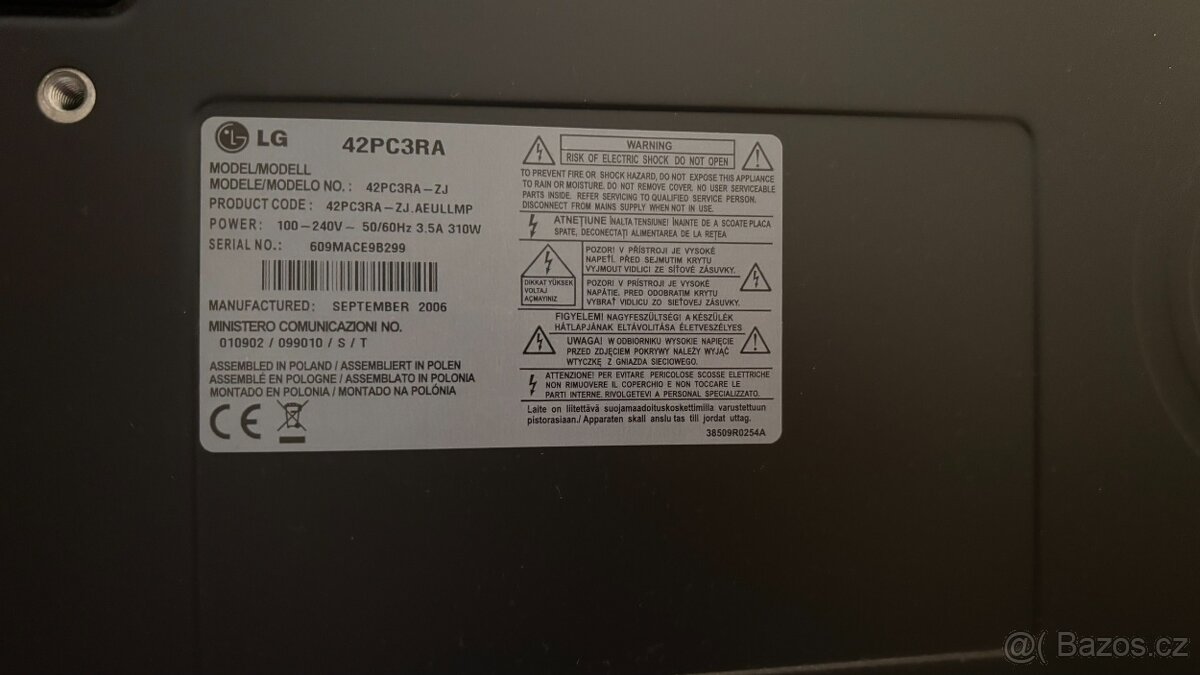 LG 42PC3RA
MODEL/MODELL
MODELE/MODELO NO. : 42PC3RA-ZJ
PRODUCT CODE : 42PC3RA-ZJ.AEULLMP
POWER: 100-240V~ 50/60Hz 3.5A 310W
SERIAL NO.: 609MACE9B299
MANUFACTURED: SEPTEMBER 2006
MINISTERO COMUNICAZIONI NO.
010902 / 099010 / S / T
ASSEMBLED IN POLAND / ASSEMBLIERT IN POLEN
ASSEMBLÉ EN POLOGNE / ASSEMBLATO IN POLONIA
MONTADO EN POLONIA / MONTADO NA POLÓNIA
CE
WARNING
RISK OF ELECTRIC SHOCK DO NOT OPEN
TO PREVENT FIRE OR SHOCK HAZARD, DO NOT EXPOSE THIS APPLIANCE
TO RAIN OR MOISTURE. DO NOT REMOVE COVER. NO USER SERVICEABLE
PARTS INSIDE. REFER SERVICING TO QUALIFIED SERVICE PERSON.
DISCONNECT FROM MAINS SUPPLY WHEN NOT IN USE.
ATNEŢIUNE ÎNALTA TENSIUNE! ÎNAINTE DE A SCOATE PLACA
SPATE, DECONECTAŢI ALIMENTAREA DE LA REŢEA
DIKKAT YÜKSEK
VOLTAJ
AÇMAYINIZ
POZOR! V PŘÍSTROJI JE VYSOKÉ
NAPETÍ. PŘED SEJMUTIM KRYTU
VYJMOUT VIDLICI ZE SÍŤOVÉ ZÁSUVKY.
POZOR! V PRÍSTROJI JE VYSOKÉ
NAPÄTIE. PRED ODOBRATIM KRYTU
VYBRAŤ VIDLICU ZO SIEŤOVEJ ZÁSUVKY.
FIGYELEM! NAGYFESZÜLTSÉG! A KÉSZÜLÉK
HÁTLAPJÁNAK ELTÁVOLÍTÁSA ÉLETVESZÉLYES
UWAGA! W ODBIORNIKU WYSOKIE NAPIĘCIE
PRZED ZDJĘCIEM POKRYWY NALEŻY WYJĄĆ
WTYCZKĘ Z GNIAZDA SIECIOWEGO.
ATTENZIONE! PER EVITARE PERICOLOSE SCOSSE ELETTRICHE
NON RIMUOVERE IL COPERCHIO E NON TOCCARE LE
PARTI INTERNE. RIVOLGETEVI A PERSONAL SPECIALIZZATO.
Laite on liitettävä suojamaadoituskoskettimilla varustettuun
pistorasiaan./ Apparaten skall anslu tas till jordat uttag.
38509R0254A
@( Bazos.cz